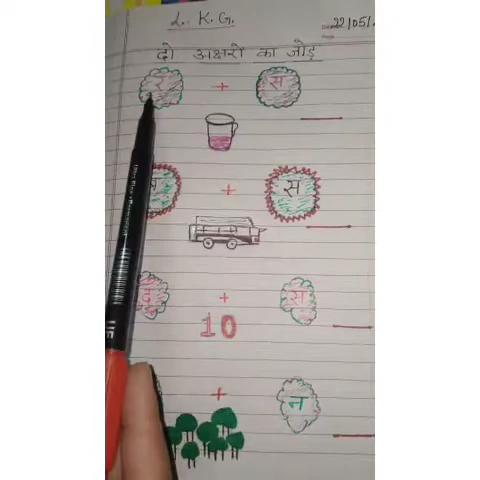 L. K. G.
22/05/
दो अक्षरो का जोड़
र + स
+ स
द + स
10
+ न